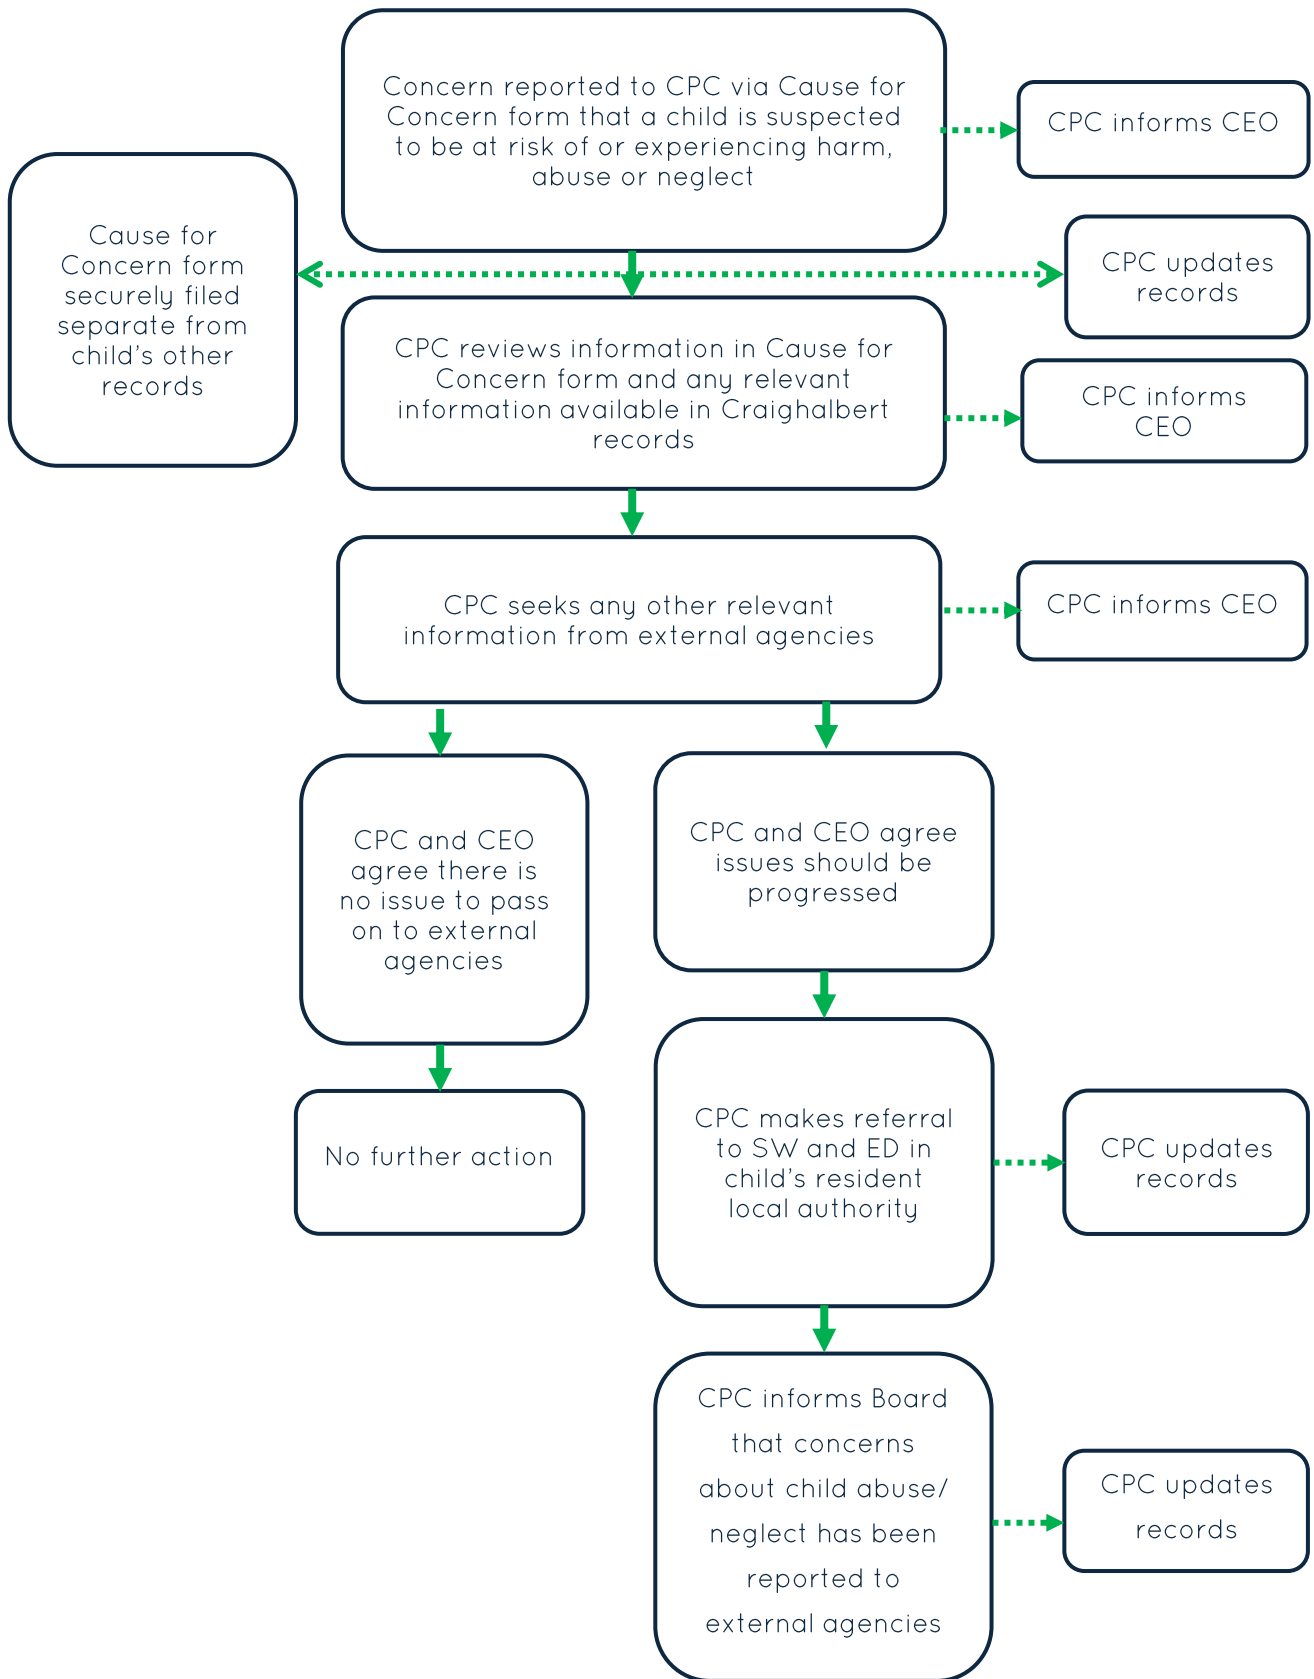 Concern reported to CPC via Cause for
Concern form that a child is suspected
to be at risk of or experiencing harm,
abuse or neglect
CPC informs CEO
Cause for
Concern form
securely filed
separate from
child's other
records
CPC updates
records
CPC reviews information in Cause for
Concern form and any relevant
information available in Craighalbert
records
CPC informs
CEO
CPC seeks any other relevant
information from external agencies
CPC informs CEO
CPC and CEO
agree there is
no issue to pass
on to external
agencies
CPC and CEO agree
issues should be
progressed
No further action
CPC makes referral
to SW and ED in
child's resident
local authority
CPC updates
records
CPC informs Board
that concerns
about child abuse/
neglect has been
reported to
external agencies
CPC updates
records